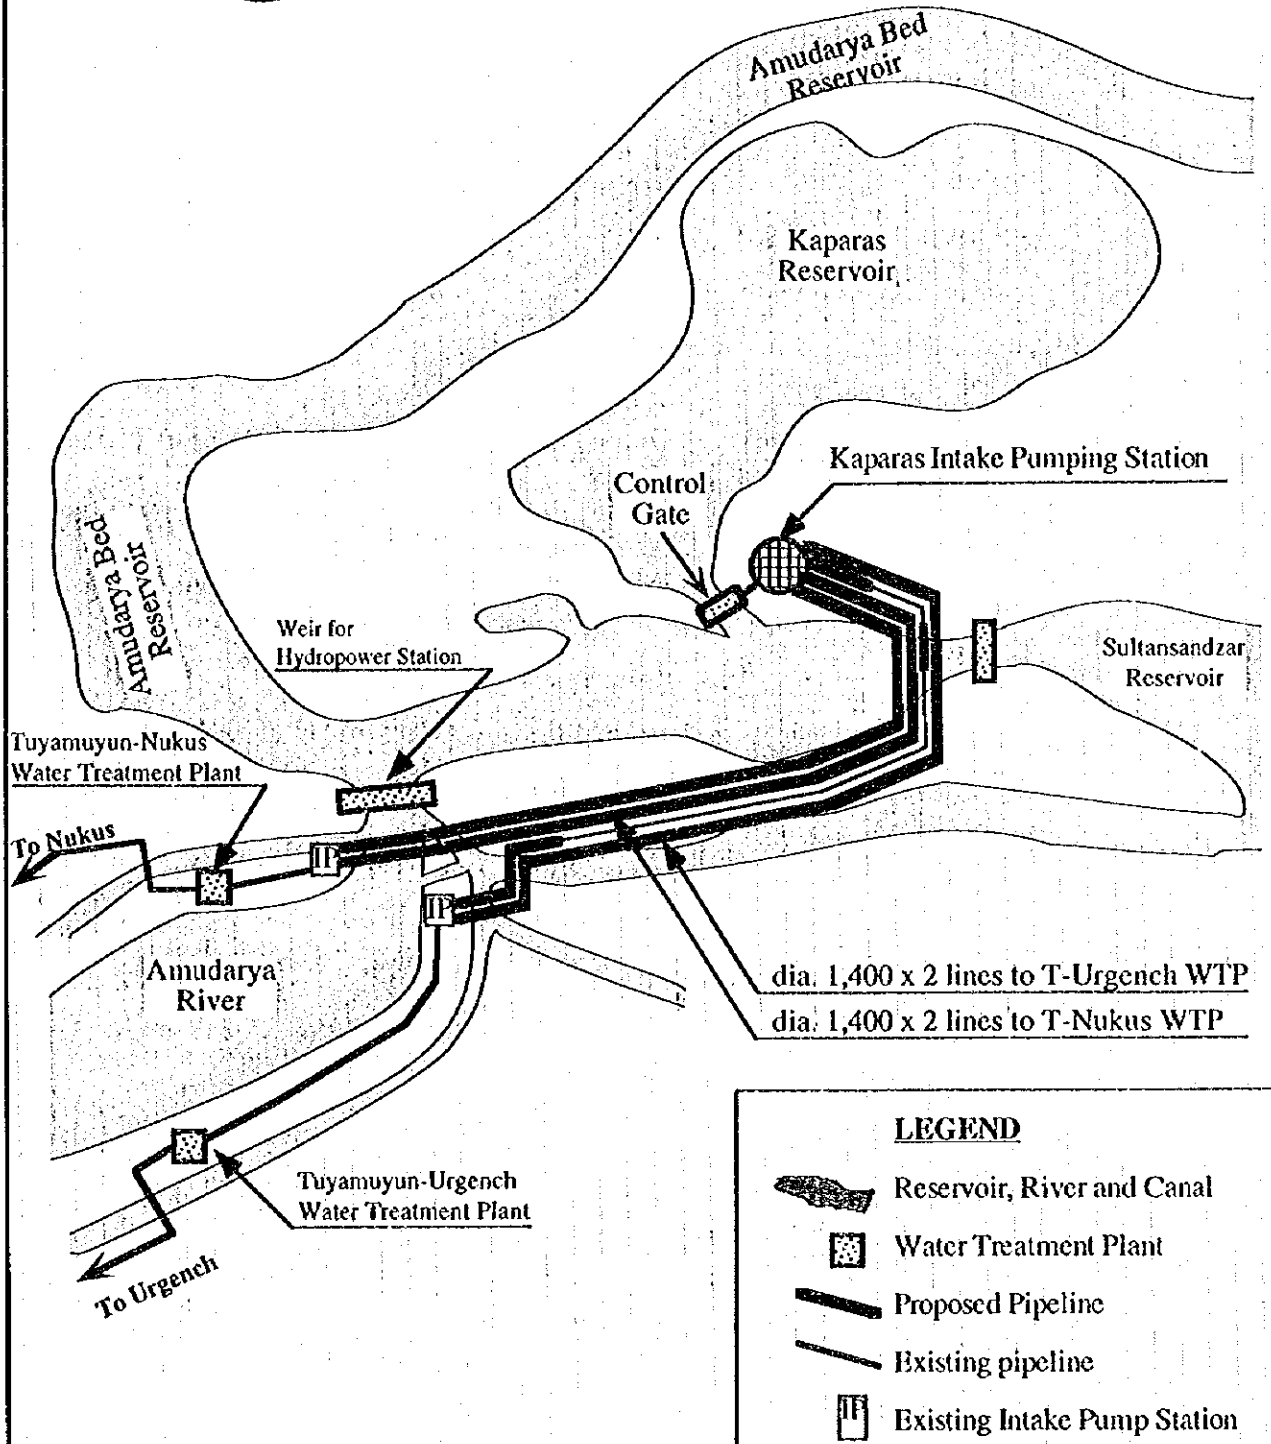 Amudarya Bed
Reservoir
Kaparas
Reservoir
Kaparas Intake Pumping Station
Control
Gate
Amudarya Bed
Reservoir
Weir for
Hydropower Station
Sultansandzar
Reservoir
Tuyamuyun-Nukus
Water Treatment Plant
To Nukus
IP
IP
Amudarya
River
dia. 1,400 x 2 lines to T-Urgench WTP
dia. 1,400 x 2 lines to T-Nukus WTP
Tuyamuyun-Urgench
Water Treatment Plant
To Urgench
LEGEND
Reservoir, River and Canal
Water Treatment Plant
Proposed Pipeline
Existing pipeline
IP Existing Intake Pump Station